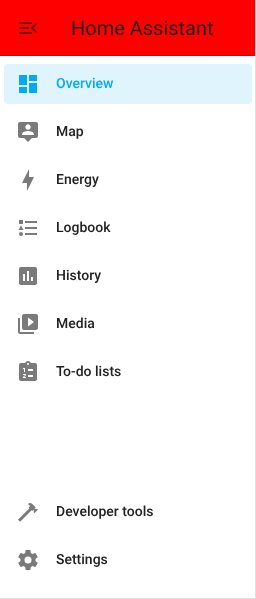 Home Assistant
Overview
Map
Energy
Logbook
History
Media
To-do lists
Developer tools
Settings